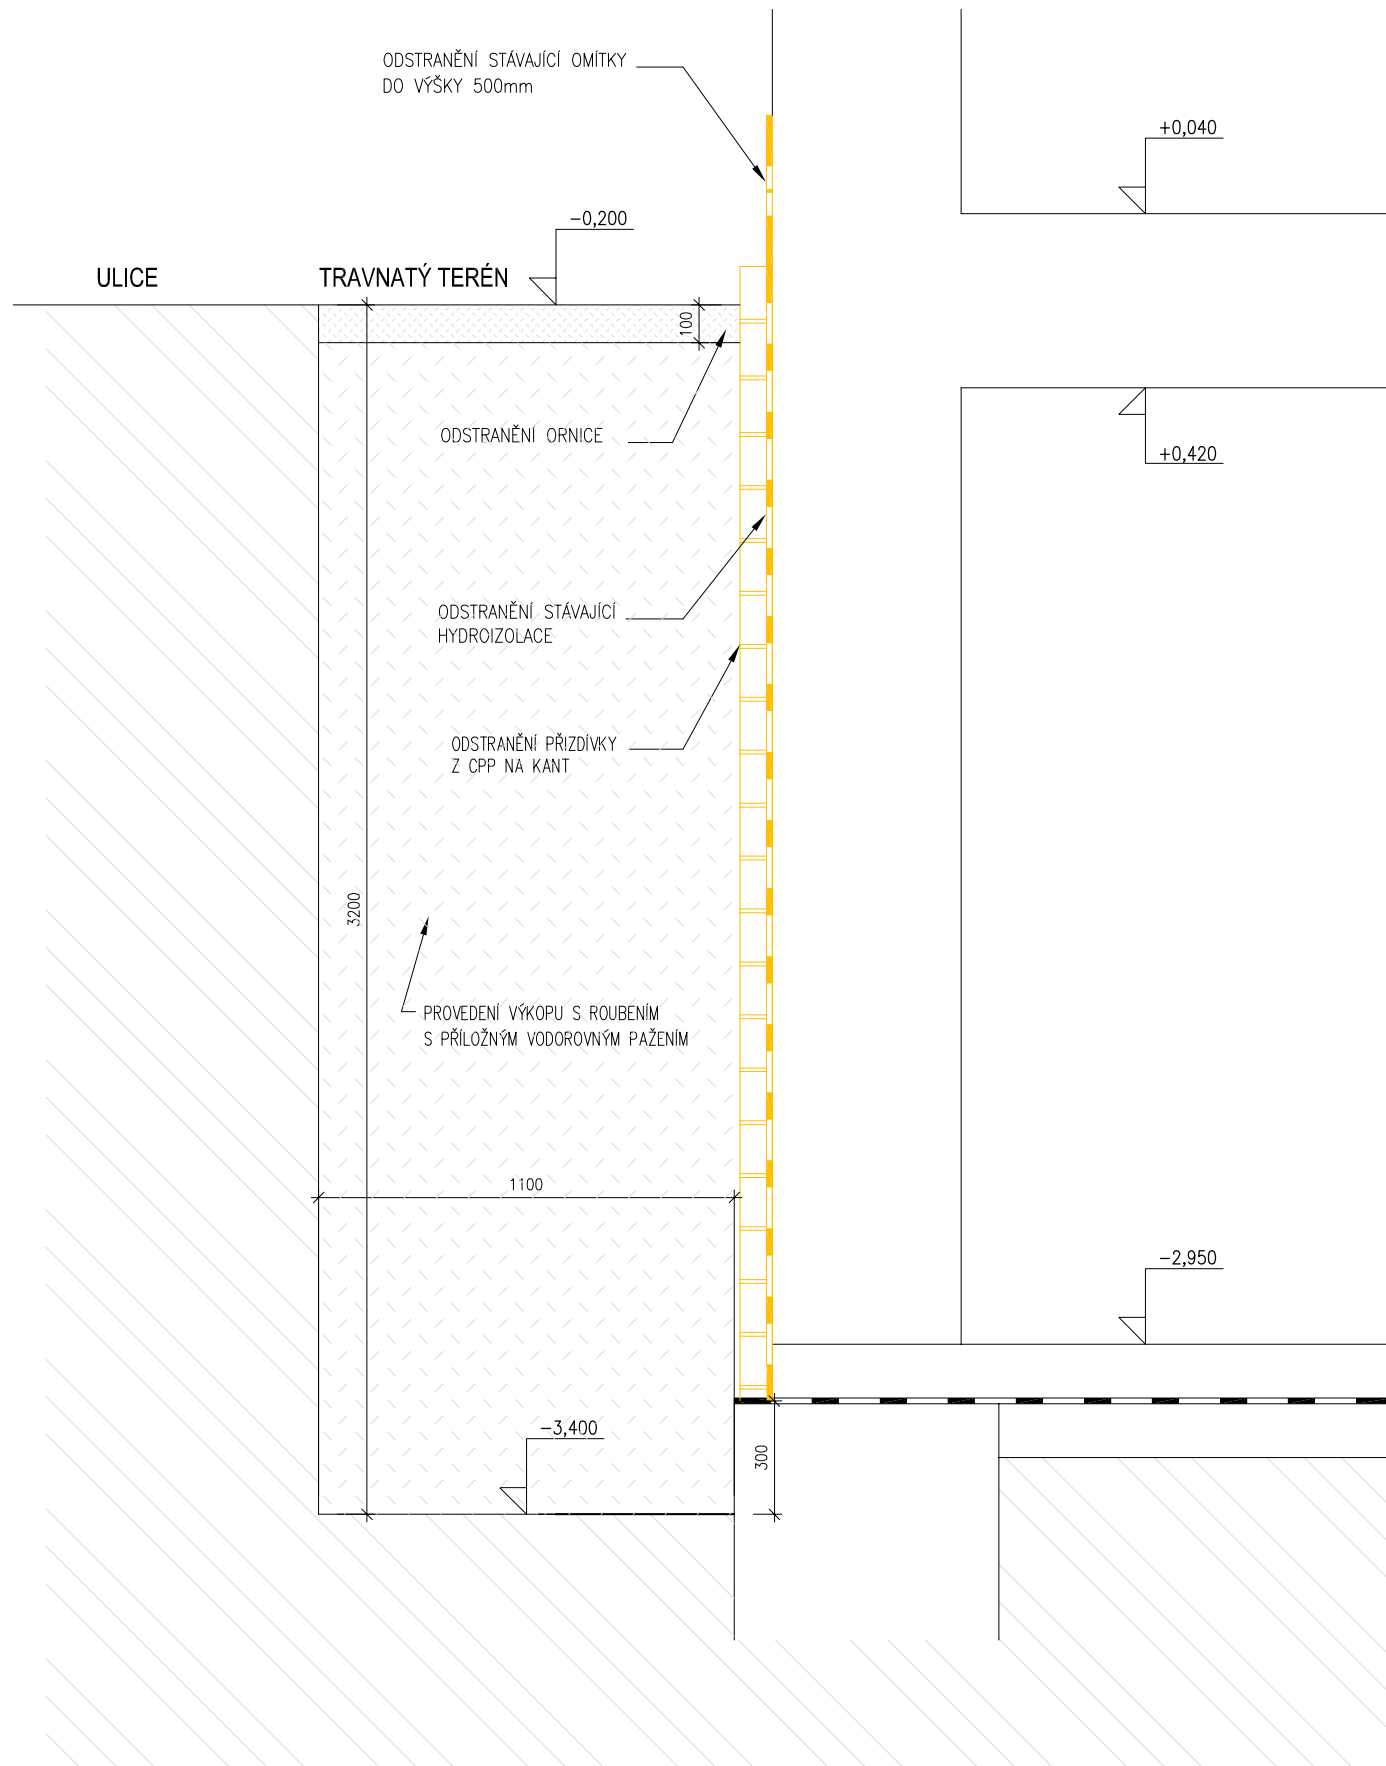 ODSTRANĚNÍ STÁVAJÍCÍ OMÍTKY
DO VÝŠKY 500mm
+0,040
-0,200
ULICE
TRAVNATÝ TERÉN
100
ODSTRANĚNÍ ORNICE
+0,420
ODSTRANĚNÍ STÁVAJÍCÍ
HYDROIZOLACE
ODSTRANĚNÍ PŘIZDÍVKY
Z CPP NA KANT
3200
PROVEDENÍ VÝKOPU S ROUBENÍM
S PŘÍLOŽNÝM VODOROVNÝM PAŽENÍM
1100
-2,950
-3,400
300